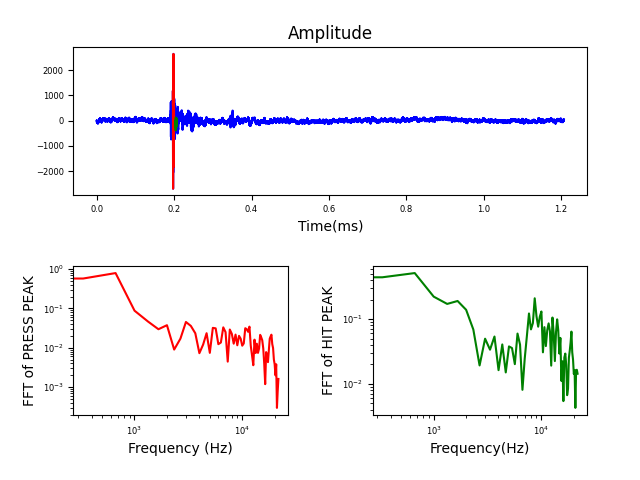 Amplitude
2000
1000
0
−1000
−2000
0.0 0.2 0.4 0.6 0.8 1.0 1.2
Time(ms)
FFT of PRESS PEAK
10⁰
10⁻¹
10⁻²
10⁻³
10³ 10⁴
Frequency (Hz)
FFT of HIT PEAK
10⁻¹
10⁻²
10³ 10⁴
Frequency(Hz)